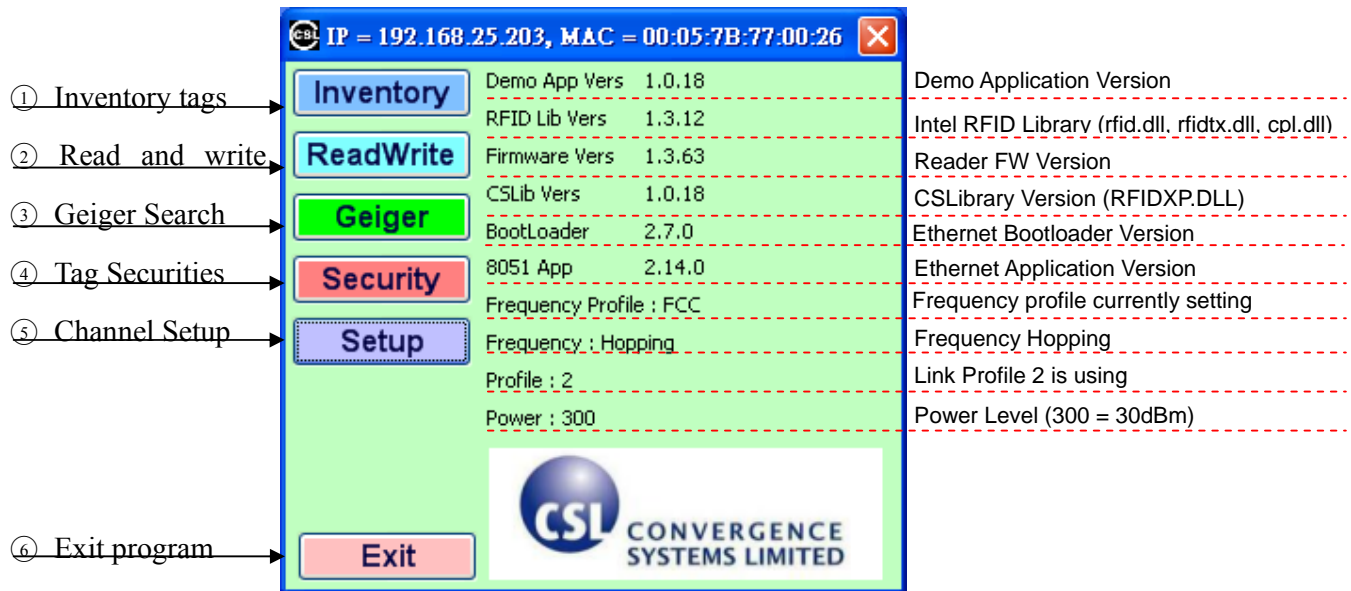 CSL IP = 192.168.25.203, MAC = 00:05:7B:77:00:26
① Inventory tags
② Read and write
③ Geiger Search
④ Tag Securities
⑤ Channel Setup
⑥ Exit program
Inventory
ReadWrite
Geiger
Security
Setup
Exit
Demo App Vers 1.0.18
RFID Lib Vers 1.3.12
Firmware Vers 1.3.63
CSLib Vers 1.0.18
BootLoader 2.7.0
8051 App 2.14.0
Frequency Profile : FCC
Frequency : Hopping
Profile : 2
Power : 300
CSL
CONVERGENCE
SYSTEMS LIMITED
Demo Application Version
Intel RFID Library (rfid.dll, rfidtx.dll, cpl.dll)
Reader FW Version
CSLibrary Version (RFIDXP.DLL)
Ethernet Bootloader Version
Ethernet Application Version
Frequency profile currently setting
Frequency Hopping
Link Profile 2 is using
Power Level (300 = 30dBm)